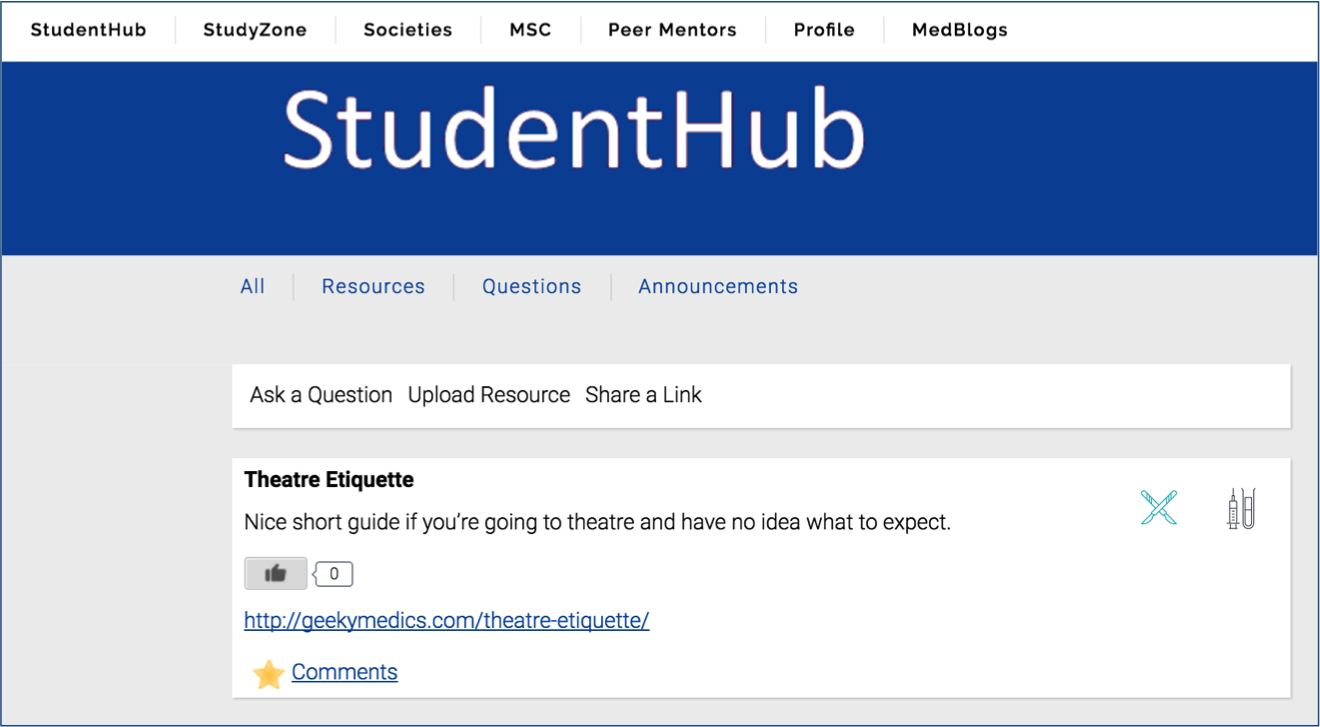 StudentHub StudyZone Societies MSC Peer Mentors Profile MedBlogs
StudentHub
All Resources Questions Announcements
Ask a Question Upload Resource Share a Link
Theatre Etiquette
Nice short guide if you’re going to theatre and have no idea what to expect.
0
http://geekymedics.com/theatre-etiquette/
Comments